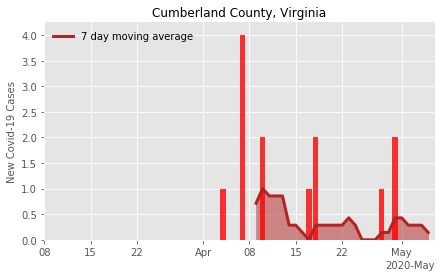 Cumberland County, Virginia
7 day moving average
New Covid-19 Cases
4.0
3.5
3.0
2.5
2.0
1.5
1.0
0.5
0.0
08 15 22 Apr 08 15 22 May
2020-May